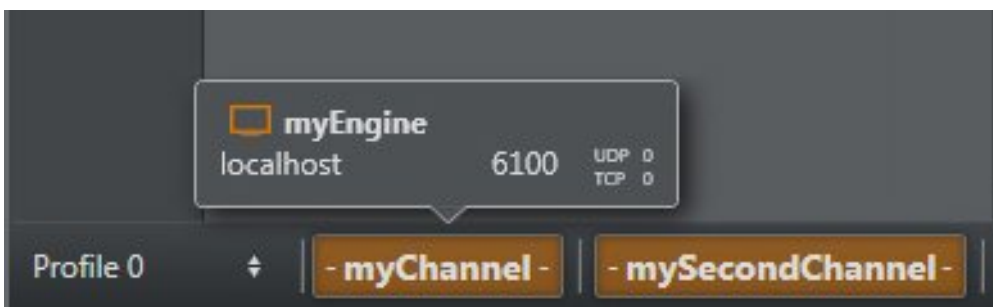 myEngine
localhost 6100 UDP 0
TCP 0
Profile 0 - myChannel - - mySecondChannel -